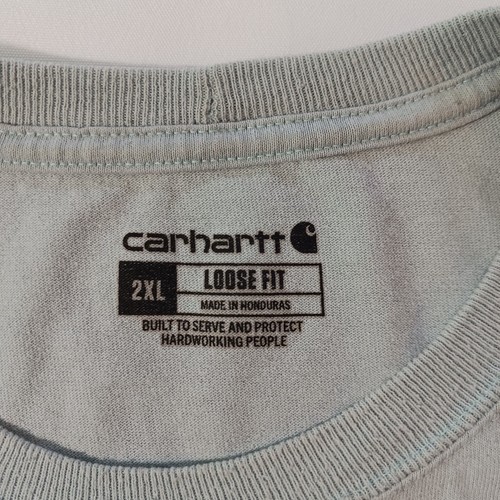 carhartt
2XL
LOOSE FIT
MADE IN HONDURAS
BUILT TO SERVE AND PROTECT
HARDWORKING PEOPLE